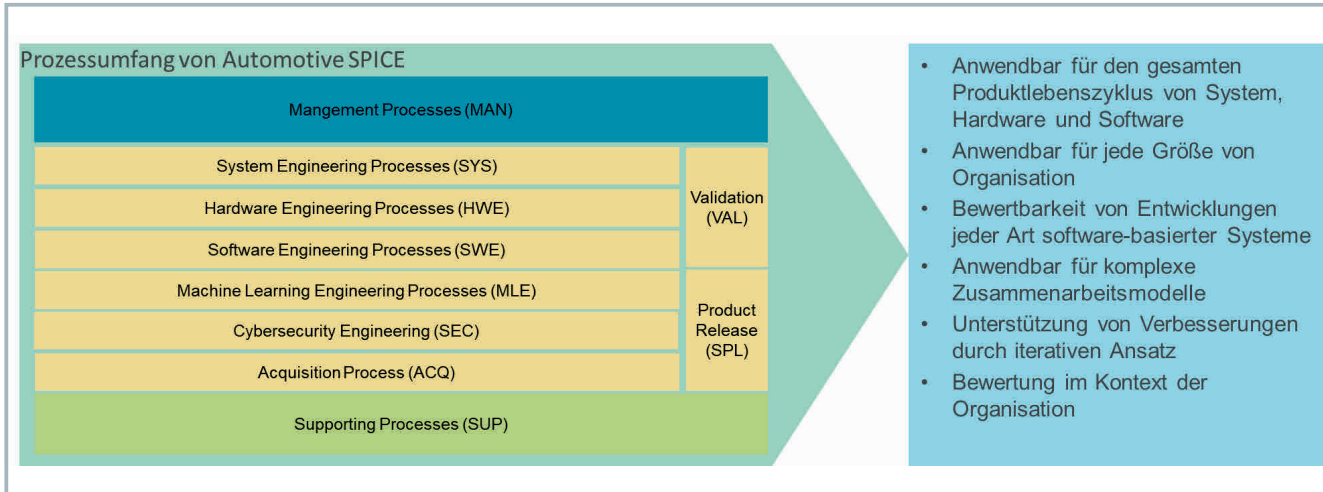 Prozessumfang von Automotive SPICE
Mangement Processes (MAN)
System Engineering Processes (SYS)
Hardware Engineering Processes (HWE)
Software Engineering Processes (SWE)
Machine Learning Engineering Processes (MLE)
Cybersecurity Engineering (SEC)
Acquisition Process (ACQ)
Validation
(VAL)
Product
Release
(SPL)
Supporting Processes (SUP)
• Anwendbar für den gesamten
Produktlebenszyklus von System,
Hardware und Software
• Anwendbar für jede Größe von
Organisation
• Bewertbarkeit von Entwicklungen
jeder Art software-basierter Systeme
• Anwendbar für komplexe
Zusammenarbeitsmodelle
• Unterstützung von Verbesserungen
durch iterativen Ansatz
• Bewertung im Kontext der
Organisation